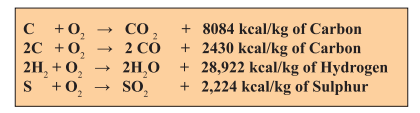 C + O₂ → CO₂ + 8084 kcal/kg of Carbon
2C + O₂ → 2 CO + 2430 kcal/kg of Carbon
2H₂ + O₂ → 2H₂O + 28,922 kcal/kg of Hydrogen
S + O₂ → SO₂ + 2,224 kcal/kg of Sulphur